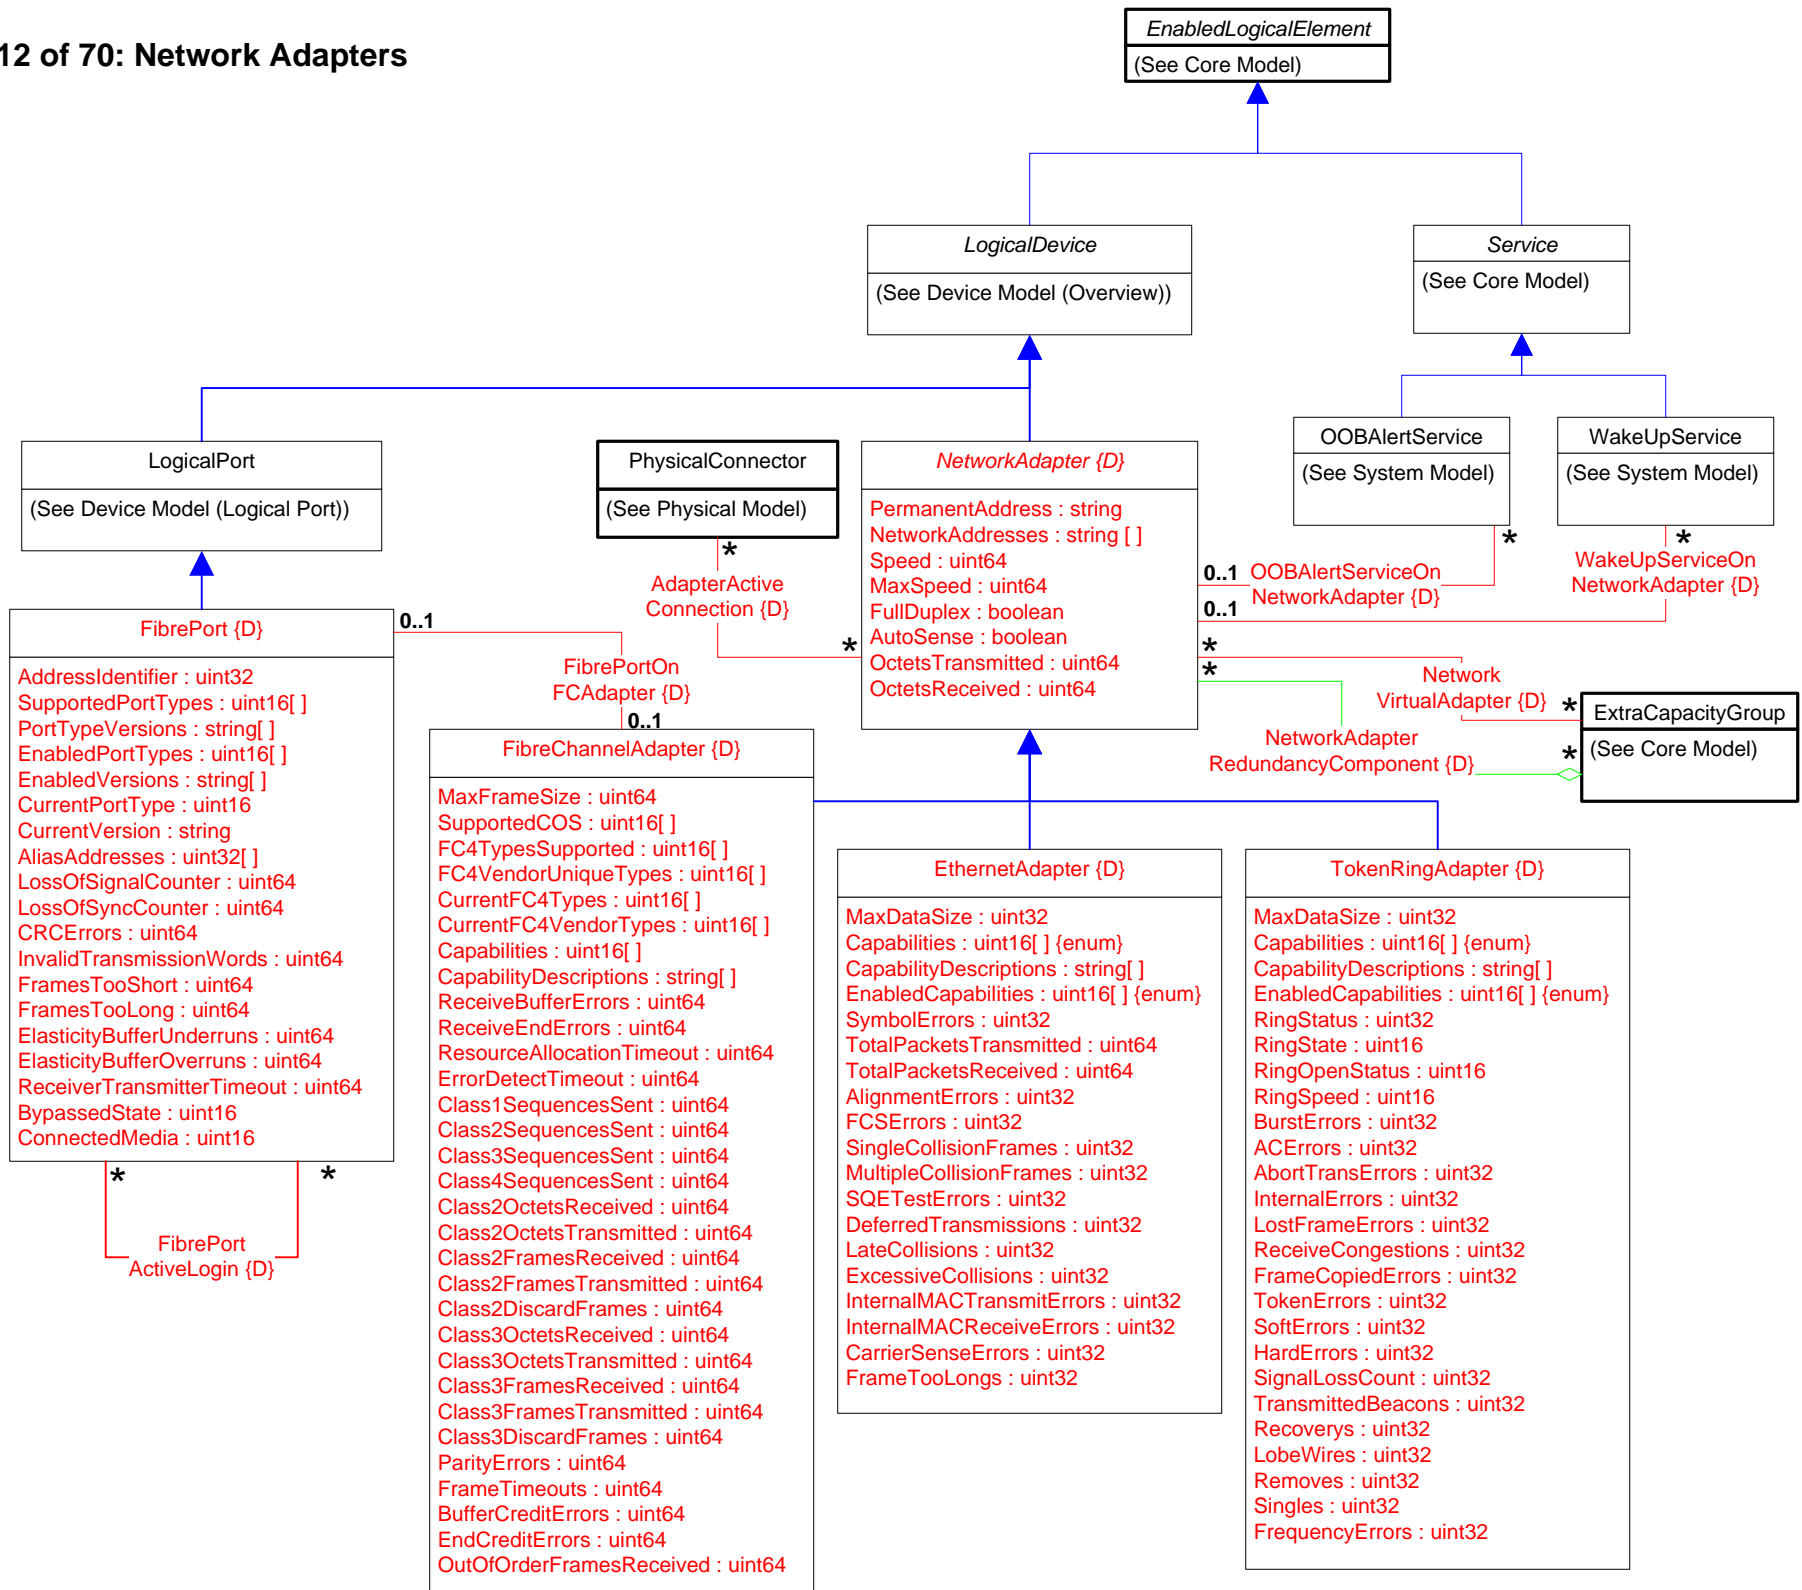 12 of 70: Network Adapters
EnabledLogicalElement
(See Core Model)
LogicalDevice
(See Device Model (Overview))
Service
(See Core Model)
LogicalPort
(See Device Model (Logical Port))
PhysicalConnector
(See Physical Model)
NetworkAdapter {D}
PermanentAddress : string
NetworkAddresses : string [ ]
Speed : uint64
MaxSpeed : uint64
FullDuplex : boolean
AutoSense : boolean
OctetsTransmitted : uint64
OctetsReceived : uint64
OOBAlertService
(See System Model)
WakeUpService
(See System Model)
*
AdapterActive
Connection {D}
*
0..1
OOBAlertServiceOn
NetworkAdapter {D}
*
0..1
*
WakeUpServiceOn
NetworkAdapter {D}
*
Network
VirtualAdapter {D}
*
*
NetworkAdapter
RedundancyComponent {D}
*
ExtraCapacityGroup
(See Core Model)
FibrePort {D}
AddressIdentifier : uint32
SupportedPortTypes : uint16[ ]
PortTypeVersions : string[ ]
EnabledPortTypes : uint16[ ]
EnabledVersions : string[ ]
CurrentPortType : uint16
CurrentVersion : string
AliasAddresses : uint32[ ]
LossOfSignalCounter : uint64
LossOfSyncCounter : uint64
CRCErrors : uint64
InvalidTransmissionWords : uint64
FramesTooShort : uint64
FramesTooLong : uint64
ElasticityBufferUnderruns : uint64
ElasticityBufferOverruns : uint64
ReceiverTransmitterTimeout : uint64
BypassedState : uint16
ConnectedMedia : uint16
*
*
FibrePort
ActiveLogin {D}
0..1
FibrePortOn
FCAdapter {D}
0..1
FibreChannelAdapter {D}
MaxFrameSize : uint64
SupportedCOS : uint16[ ]
FC4TypesSupported : uint16[ ]
FC4VendorUniqueTypes : uint16[ ]
CurrentFC4Types : uint16[ ]
CurrentFC4VendorTypes : uint16[ ]
Capabilities : uint16[ ]
CapabilityDescriptions : string[ ]
ReceiveBufferErrors : uint64
ReceiveEndErrors : uint64
ResourceAllocationTimeout : uint64
ErrorDetectTimeout : uint64
Class1SequencesSent : uint64
Class2SequencesSent : uint64
Class3SequencesSent : uint64
Class4SequencesSent : uint64
Class2OctetsReceived : uint64
Class2OctetsTransmitted : uint64
Class2FramesReceived : uint64
Class2FramesTransmitted : uint64
Class2DiscardFrames : uint64
Class3OctetsReceived : uint64
Class3OctetsTransmitted : uint64
Class3FramesReceived : uint64
Class3FramesTransmitted : uint64
Class3DiscardFrames : uint64
ParityErrors : uint64
FrameTimeouts : uint64
BufferCreditErrors : uint64
EndCreditErrors : uint64
OutOfOrderFramesReceived : uint64
EthernetAdapter {D}
MaxDataSize : uint32
Capabilities : uint16[ ] {enum}
CapabilityDescriptions : string[ ]
EnabledCapabilities : uint16[ ] {enum}
SymbolErrors : uint32
TotalPacketsTransmitted : uint64
TotalPacketsReceived : uint64
AlignmentErrors : uint32
FCSErrors : uint32
SingleCollisionFrames : uint32
MultipleCollisionFrames : uint32
SQETestErrors : uint32
DeferredTransmissions : uint32
LateCollisions : uint32
ExcessiveCollisions : uint32
InternalMACTransmitErrors : uint32
InternalMACReceiveErrors : uint32
CarrierSenseErrors : uint32
FrameTooLongs : uint32
TokenRingAdapter {D}
MaxDataSize : uint32
Capabilities : uint16[ ] {enum}
CapabilityDescriptions : string[ ]
EnabledCapabilities : uint16[ ] {enum}
RingStatus : uint32
RingState : uint16
RingOpenStatus : uint16
RingSpeed : uint16
BurstErrors : uint32
ACErrors : uint32
AbortTransErrors : uint32
InternalErrors : uint32
LostFrameErrors : uint32
ReceiveCongestions : uint32
FrameCopiedErrors : uint32
TokenErrors : uint32
SoftErrors : uint32
HardErrors : uint32
SignalLossCount : uint32
TransmittedBeacons : uint32
Recoverys : uint32
LobeWires : uint32
Removes : uint32
Singles : uint32
FrequencyErrors : uint32